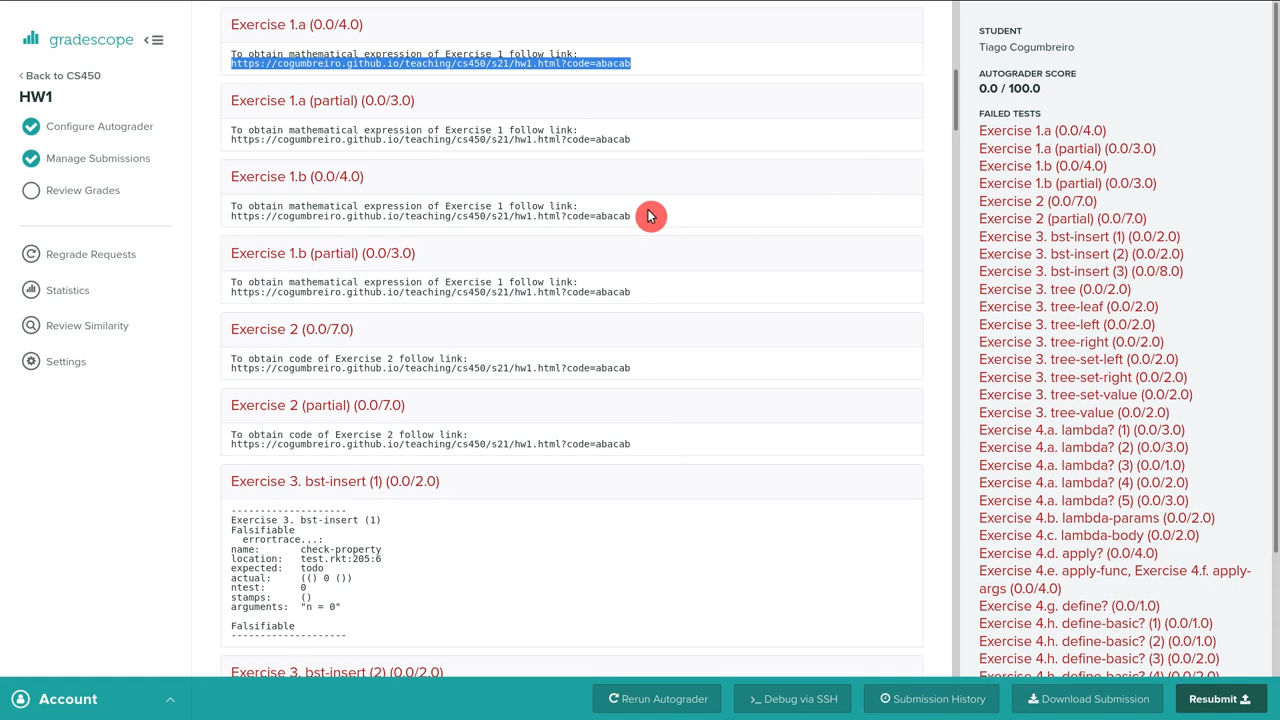 gradescope
Back to CS450
HW1
Configure Autograder
Manage Submissions
Review Grades
Regrade Requests
Statistics
Review Similarity
Settings
Exercise 1.a (0.0/4.0)
To obtain mathematical expression of Exercise 1 follow link:
https://cogumbreiro.github.io/teaching/cs450/s21/hw1.html?code=abacab
Exercise 1.a (partial) (0.0/3.0)
To obtain mathematical expression of Exercise 1 follow link:
https://cogumbreiro.github.io/teaching/cs450/s21/hw1.html?code=abacab
Exercise 1.b (0.0/4.0)
To obtain mathematical expression of Exercise 1 follow link:
https://cogumbreiro.github.io/teaching/cs450/s21/hw1.html?code=abacab
Exercise 1.b (partial) (0.0/3.0)
To obtain mathematical expression of Exercise 1 follow link:
https://cogumbreiro.github.io/teaching/cs450/s21/hw1.html?code=abacab
Exercise 2 (0.0/7.0)
To obtain code of Exercise 2 follow link:
https://cogumbreiro.github.io/teaching/cs450/s21/hw1.html?code=abacab
Exercise 2 (partial) (0.0/7.0)
To obtain code of Exercise 2 follow link:
https://cogumbreiro.github.io/teaching/cs450/s21/hw1.html?code=abacab
Exercise 3. bst-insert (1) (0.0/2.0)
--------------------
Exercise 3. bst-insert (1)
Falsifiable
errortrace...:
name: check-property
location: test.rkt:205:6
expected: todo
actual: (() 0 ())
ntest: 0
stamps: ()
arguments: "n = 0"
Falsifiable
--------------------
Exercise 3. bst-insert (2) (0.0/2.0)
STUDENT
Tiago Cogumbreiro
AUTOGRADER SCORE
0.0 / 100.0
FAILED TESTS
Exercise 1.a (0.0/4.0)
Exercise 1.a (partial) (0.0/3.0)
Exercise 1.b (0.0/4.0)
Exercise 1.b (partial) (0.0/3.0)
Exercise 2 (0.0/7.0)
Exercise 2 (partial) (0.0/7.0)
Exercise 3. bst-insert (1) (0.0/2.0)
Exercise 3. bst-insert (2) (0.0/2.0)
Exercise 3. bst-insert (3) (0.0/8.0)
Exercise 3. tree (0.0/2.0)
Exercise 3. tree-leaf (0.0/2.0)
Exercise 3. tree-left (0.0/2.0)
Exercise 3. tree-right (0.0/2.0)
Exercise 3. tree-set-left (0.0/2.0)
Exercise 3. tree-set-right (0.0/2.0)
Exercise 3. tree-set-value (0.0/2.0)
Exercise 3. tree-value (0.0/2.0)
Exercise 4.a. lambda? (1) (0.0/3.0)
Exercise 4.a. lambda? (2) (0.0/3.0)
Exercise 4.a. lambda? (3) (0.0/1.0)
Exercise 4.a. lambda? (4) (0.0/2.0)
Exercise 4.a. lambda? (5) (0.0/3.0)
Exercise 4.b. lambda-params (0.0/2.0)
Exercise 4.c. lambda-body (0.0/2.0)
Exercise 4.d. apply? (0.0/4.0)
Exercise 4.e. apply-func, Exercise 4.f. apply-
args (0.0/4.0)
Exercise 4.g. define? (0.0/1.0)
Exercise 4.h. define-basic? (1) (0.0/1.0)
Exercise 4.h. define-basic? (2) (0.0/1.0)
Exercise 4.h. define-basic? (3) (0.0/2.0)
Exercise 4.h. define-basic? (4) (0.0/2.0)
Account
Rerun Autograder
>_ Debug via SSH
Submission History
Download Submission
Resubmit